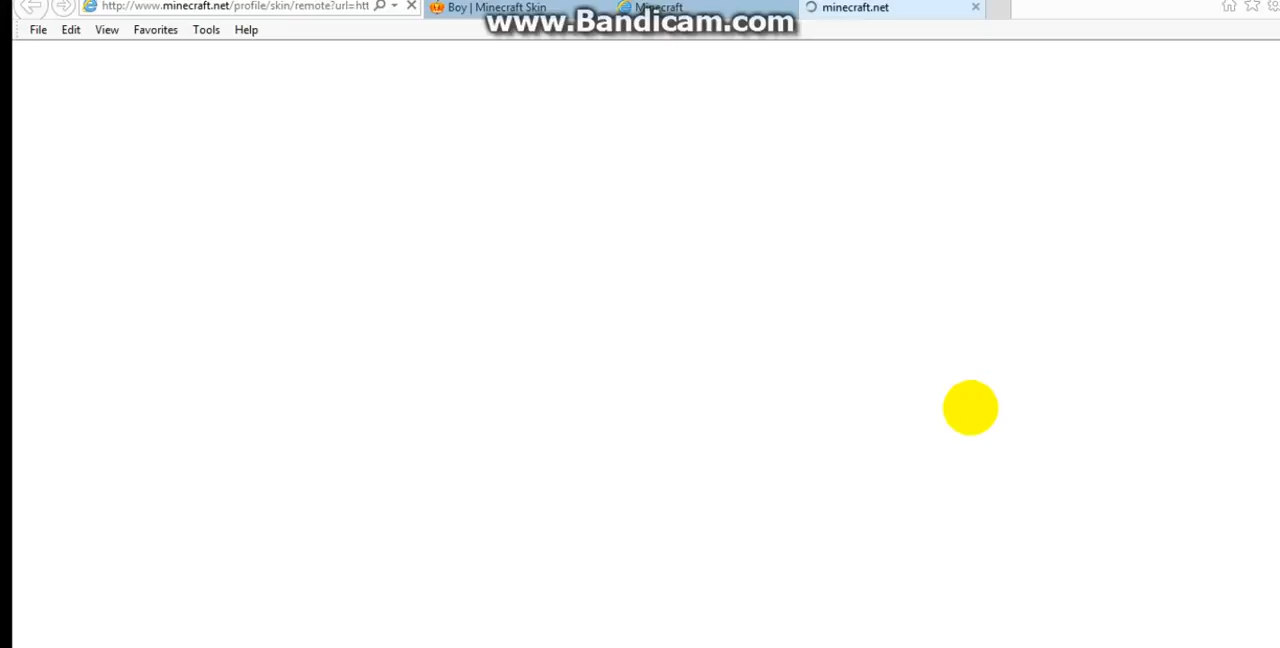 http://www.minecraft.net/profile/skin/remote?url=htt
Boy | Minecraft Skin
Minecraft
minecraft.net
www.Bandicam.com
File Edit View Favorites Tools Help